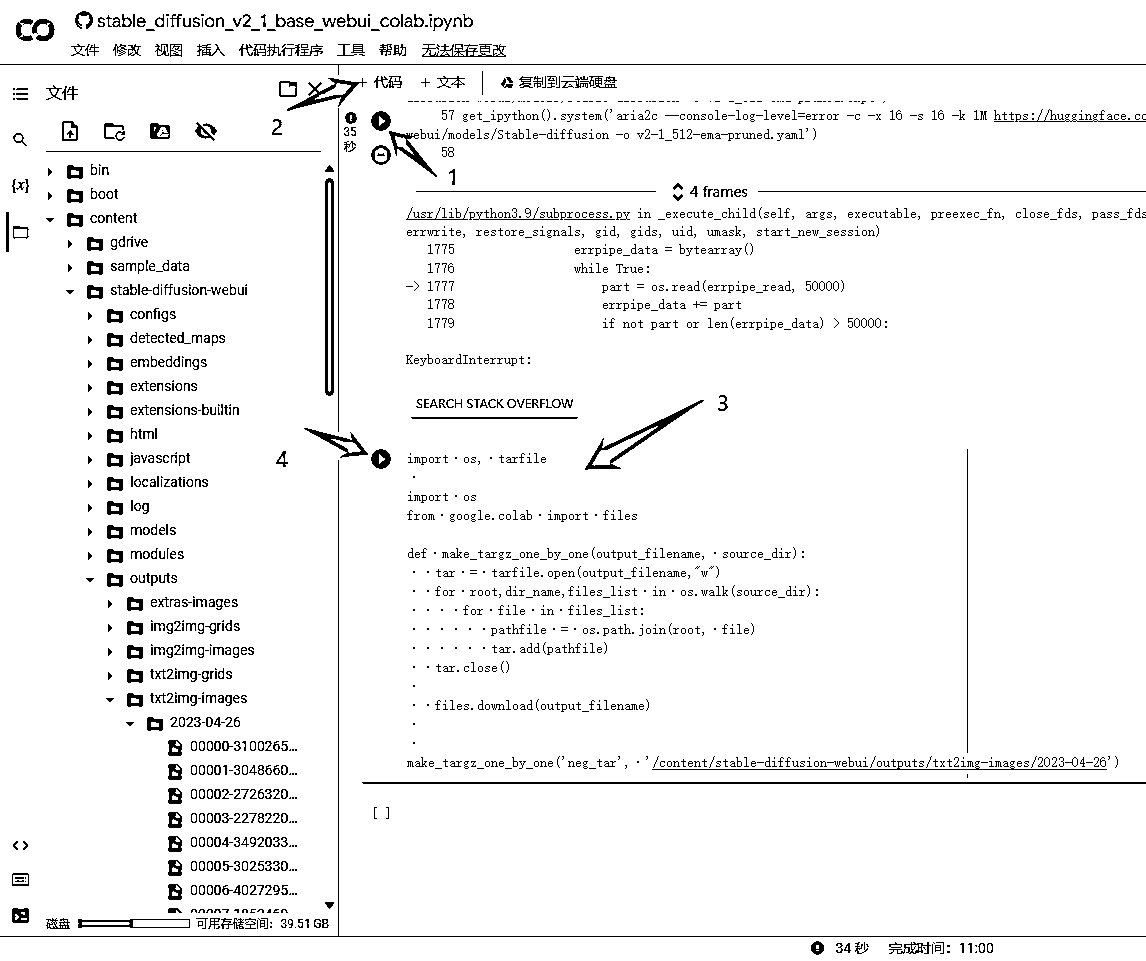 stable_diffusion_v2_1_base_webui_colab.ipynb
文件 修改 视图 插入 代码执行程序 工具 帮助 无法保存更改
文件
+ 代码 + 文本 复制到云端硬盘
2
1
35
秒
57 get_ipython().system('aria2c --console-log-level=error -c -x 16 -s 16 -k 1M https://huggingface.co
webui/models/Stable-diffusion -o v2-1_512-ema-pruned.yaml')
58
4 frames
/usr/lib/python3.9/subprocess.py in _execute_child(self, args, executable, preexec_fn, close_fds, pass_fds
errwrite, restore_signals, gid, gids, uid, umask, start_new_session)
1775 errpipe_data = bytearray()
1776 while True:
-> 1777 part = os.read(errpipe_read, 50000)
1778 errpipe_data += part
1779 if not part or len(errpipe_data) > 50000:
KeyboardInterrupt:
SEARCH STACK OVERFLOW
3
4
import os, tarfile
import os
from google.colab import files
def make_targz_one_by_one(output_filename, source_dir):
tar = tarfile.open(output_filename,"w")
for root,dir_name,files_list in os.walk(source_dir):
for file in files_list:
pathfile = os.path.join(root, file)
tar.add(pathfile)
tar.close()
files.download(output_filename)
make_targz_one_by_one('neg_tar', '/content/stable-diffusion-webui/outputs/txt2img-images/2023-04-26')
[ ]
{x}
bin
boot
content
gdrive
sample_data
stable-diffusion-webui
configs
detected_maps
embeddings
extensions
extensions-builtin
html
javascript
localizations
log
models
modules
outputs
extras-images
img2img-grids
img2img-images
txt2img-grids
txt2img-images
2023-04-26
00000-3100265...
00001-3048660...
00002-2726320...
00003-2278220...
00004-3492033...
00005-3025330...
00006-4027295...
磁盘 可用存储空间: 39.51 GB
34 秒 完成时间: 11:00